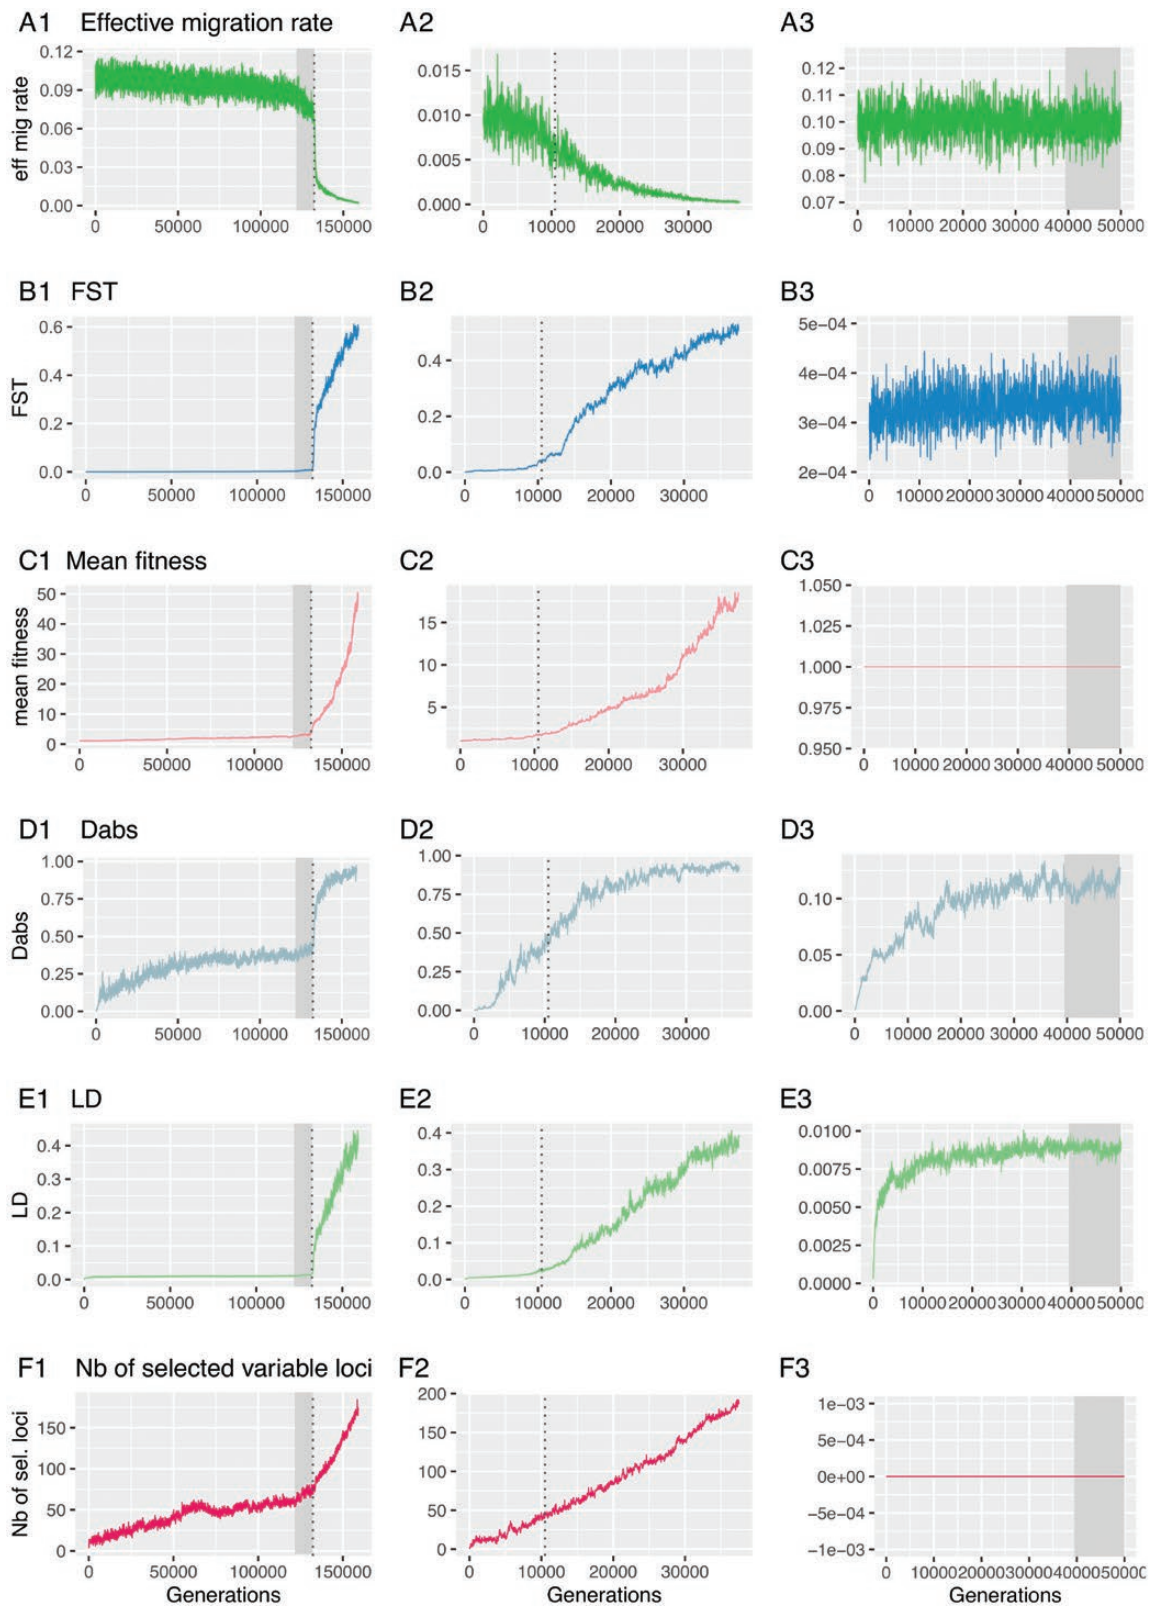 A1 Effective migration rate A2 A3
eff mig rate
0.12
0.09
0.06
0.03
0.00
0 50000 100000 150000
0.015
0.010
0.005
0.000
0 10000 20000 30000
0.12
0.11
0.10
0.09
0.08
0.07
0 10000 20000 30000 40000 50000
B1 FST B2 B3
FST
0.6
0.4
0.2
0.0
0 50000 100000 150000
0.4
0.2
0.0
0 10000 20000 30000
5e−04
4e−04
3e−04
2e−04
0 10000 20000 30000 40000 50000
C1 Mean fitness C2 C3
mean fitness
50
40
30
20
10
0
0 50000 100000 150000
15
10
5
0 10000 20000 30000
1.050
1.025
1.000
0.975
0.950
0 10000 20000 30000 40000 50000
D1 Dabs D2 D3
Dabs
1.00
0.75
0.50
0.25
0.00
0 50000 100000 150000
1.00
0.75
0.50
0.25
0.00
0 10000 20000 30000
0.10
0.05
0.00
0 10000 20000 30000 40000 50000
E1 LD E2 E3
LD
0.4
0.3
0.2
0.1
0.0
0 50000 100000 150000
0.4
0.3
0.2
0.1
0.0
0 10000 20000 30000
0.0100
0.0075
0.0050
0.0025
0.0000
0 10000 20000 30000 40000 50000
F1 Nb of selected variable loci F2 F3
Nb of sel. loci
150
100
50
0
0 50000 100000 150000
Generations
200
150
100
50
0
0 10000 20000 30000
Generations
1e−03
5e−04
0e+00
−5e−04
−1e−03
0 10000 20000 30000 40000 50000
Generations